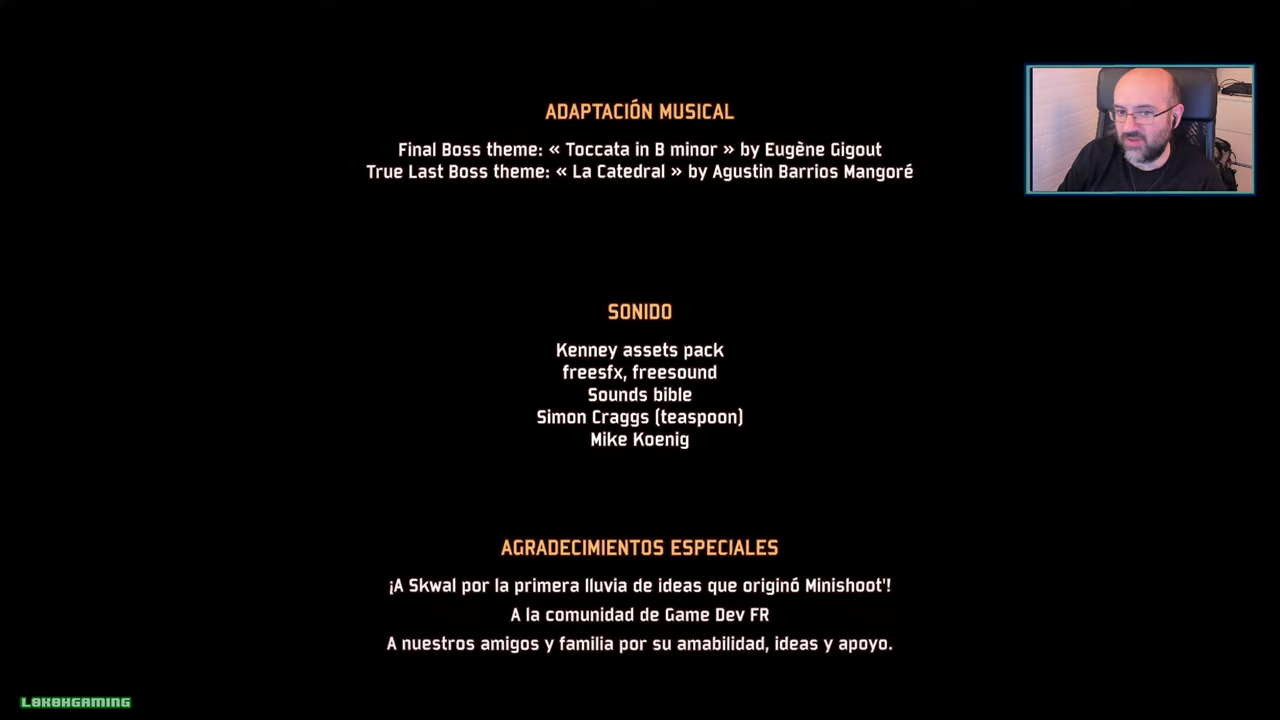 ADAPTACIÓN MUSICAL
Final Boss theme: « Toccata in B minor » by Eugène Gigout
True Last Boss theme: « La Catedral » by Agustin Barrios Mangoré
SONIDO
Kenney assets pack
freesfx, freesound
Sounds bible
Simon Craggs (teaspoon)
Mike Koenig
AGRADECIMIENTOS ESPECIALES
¡A Skwal por la primera lluvia de ideas que originó Minishoot'!
A la comunidad de Game Dev FR
A nuestros amigos y familia por su amabilidad, ideas y apoyo.
L0K0XGAMING